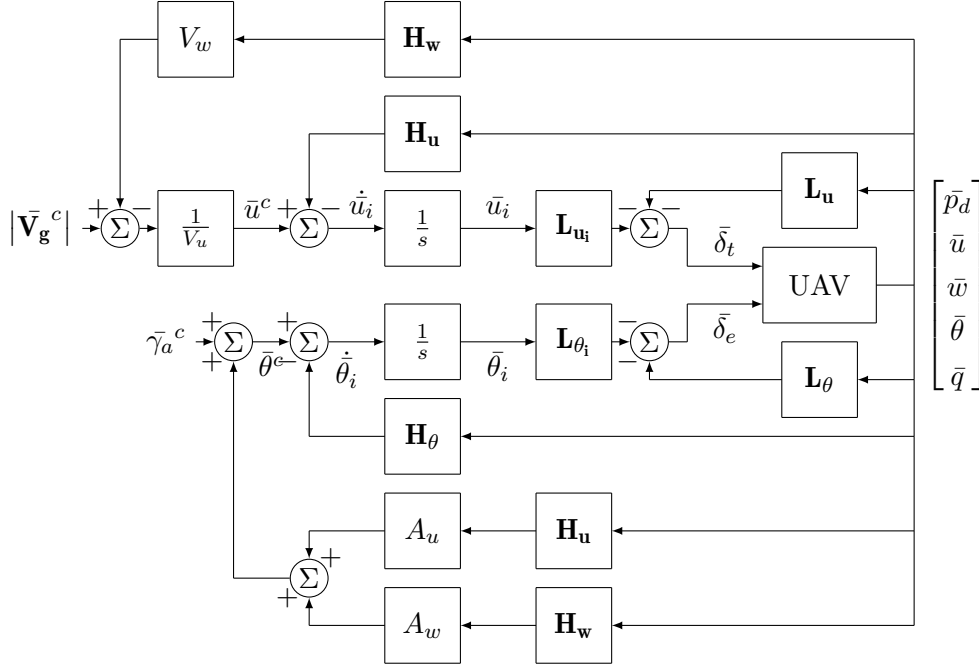 V_w
H_w
H_u
L_u
|V̄_g^c|
+
−
Σ
1/V_u
ū^c
+
−
Σ
u̇̄_i
1/s
ū_i
L_{u_i}
−
−
Σ
δ̄_t
UAV
p̄_d
ū
w̄
θ̄
q̄
γ̄_a^c
+
+
Σ
θ̄^c
+
−
Σ
θ̇̄_i
1/s
θ̄_i
L_{θ_i}
−
−
Σ
δ̄_e
L_θ
H_θ
A_u
H_u
+
+
Σ
A_w
H_w